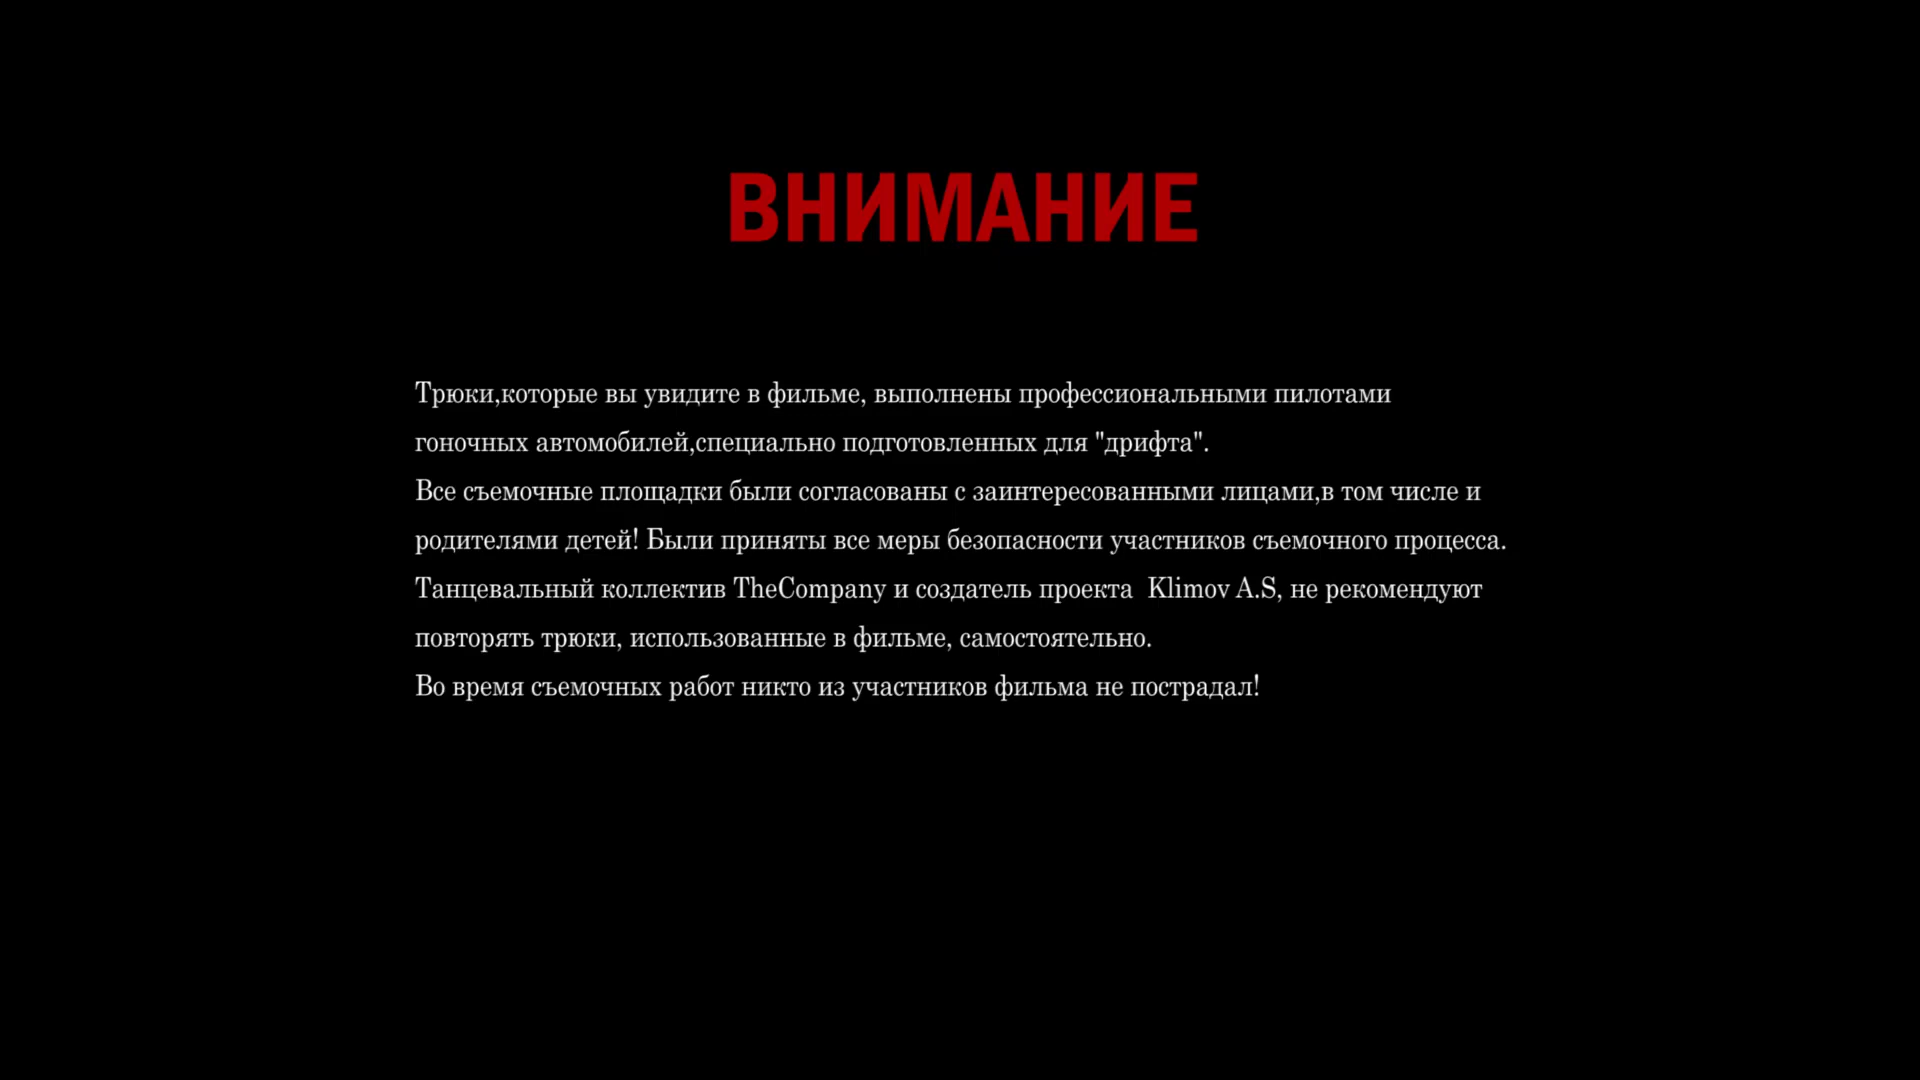 ВНИМАНИЕ
Трюки,которые вы увидите в фильме, выполнены профессиональными пилотами
гоночных автомобилей,специально подготовленных для "дрифта".
Все съемочные площадки были согласованы с заинтересованными лицами,в том числе и
родителями детей! Были приняты все меры безопасности участников съемочного процесса.
Танцевальный коллектив TheCompany и создатель проекта  Klimov A.S, не рекомендуют
повторять трюки, использованные в фильме, самостоятельно.
Во время съемочных работ никто из участников фильма не пострадал!